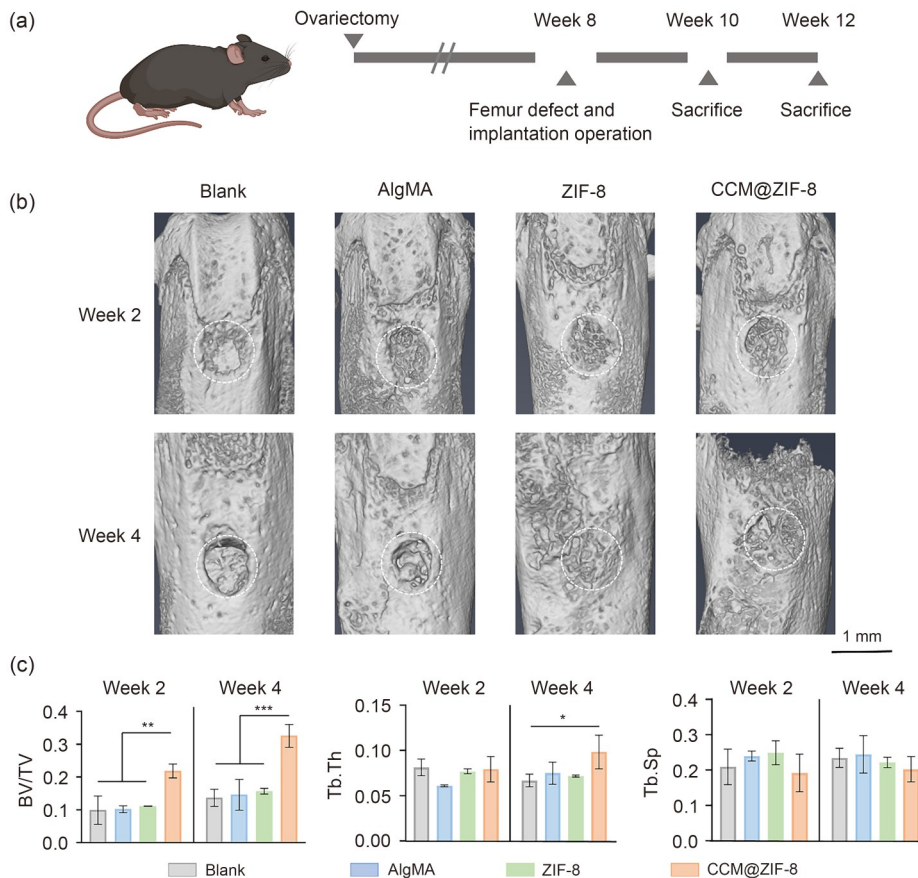 (a)
Ovariectomy
Week 8
Week 10
Week 12
Femur defect and
implantation operation
Sacrifice
Sacrifice
(b)
Blank
AlgMA
ZIF-8
CCM@ZIF-8
Week 2
Week 4
1 mm
(c)
Week 2
Week 4
BV/TV
0.4
0.3
0.2
0.1
0.0
**
***
Week 2
Week 4
Tb.Th
0.15
0.10
0.05
0.00
*
Week 2
Week 4
Tb.Sp
0.4
0.3
0.2
0.1
0.0
Blank
AlgMA
ZIF-8
CCM@ZIF-8